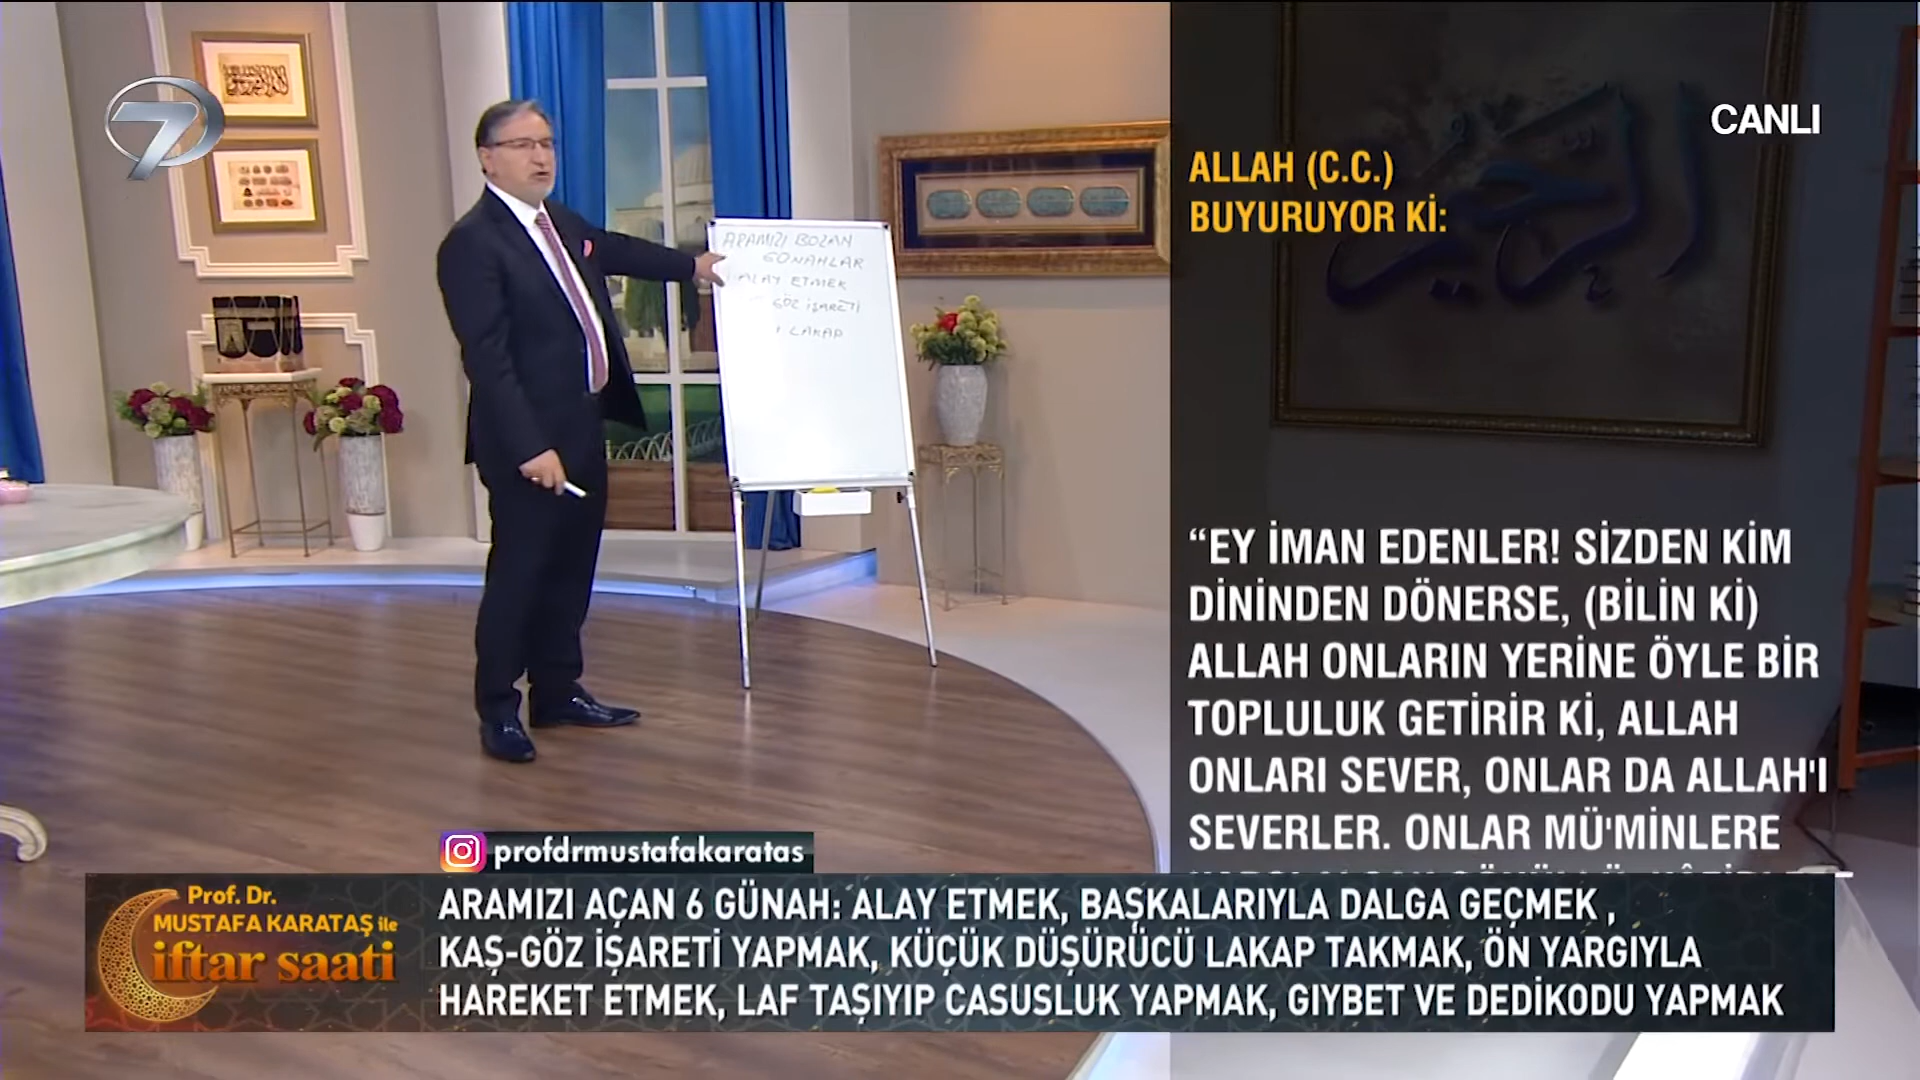 7
CANLI
ARAMIZI BOZAN
GÜNAHLAR
ALAY ETMEK
GÖZ İŞARETİ
LAKAP
ALLAH (C.C.)
BUYURUYOR Kİ:
“EY İMAN EDENLER! SİZDEN KİM
DİNİNDEN DÖNERSE, (BİLİN Kİ)
ALLAH ONLARIN YERİNE ÖYLE BİR
TOPLULUK GETİRİR Kİ, ALLAH
ONLARI SEVER, ONLAR DA ALLAH'I
SEVERLER. ONLAR MÜ'MİNLERE
profdrmustafakaratas
Prof. Dr.
MUSTAFA KARATAŞ ile
iftar saati
ARAMIZI AÇAN 6 GÜNAH: ALAY ETMEK, BAŞKALARIYLA DALGA GEÇMEK ,
KAŞ-GÖZ İŞARETİ YAPMAK, KÜÇÜK DÜŞÜRÜCÜ LAKAP TAKMAK, ÖN YARGIYLA
HAREKET ETMEK, LAF TAŞIYIP CASUSLUK YAPMAK, GIYBET VE DEDİKODU YAPMAK